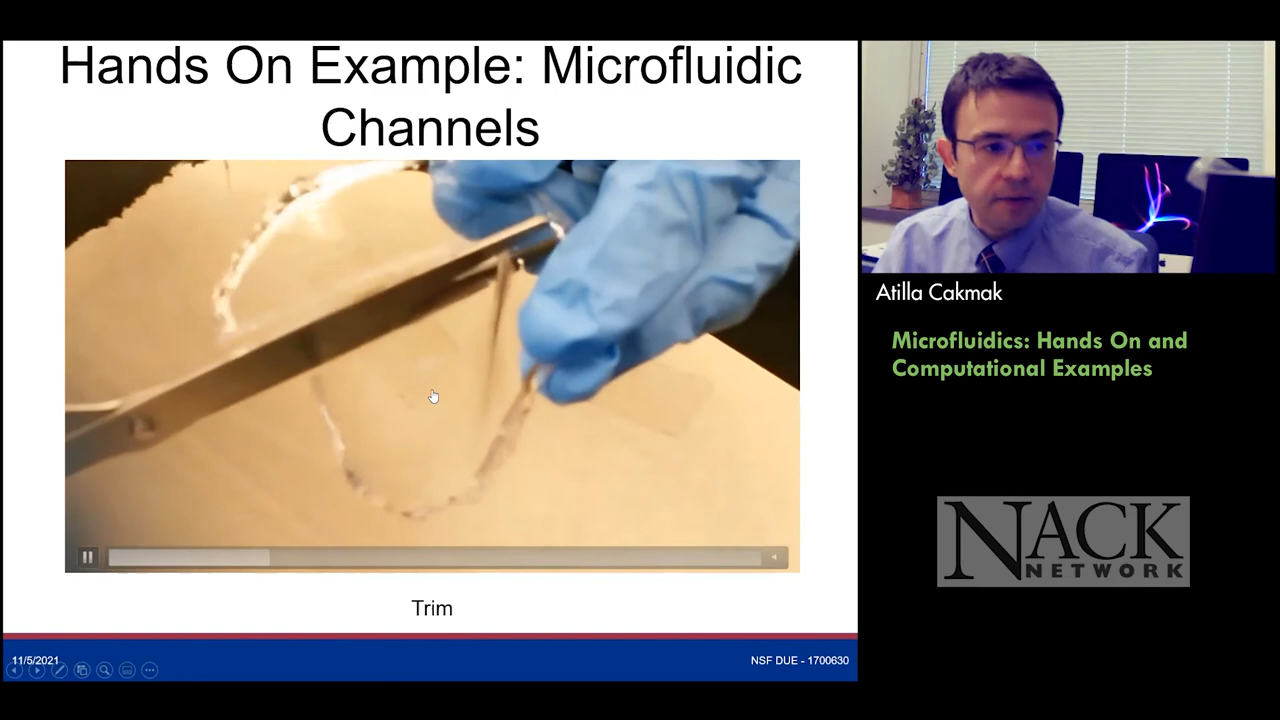 Hands On Example: Microfluidic
Channels
Trim
11/5/2021
NSF DUE - 1700630
Atilla Cakmak
Microfluidics: Hands On and
Computational Examples
NACK
NETWORK